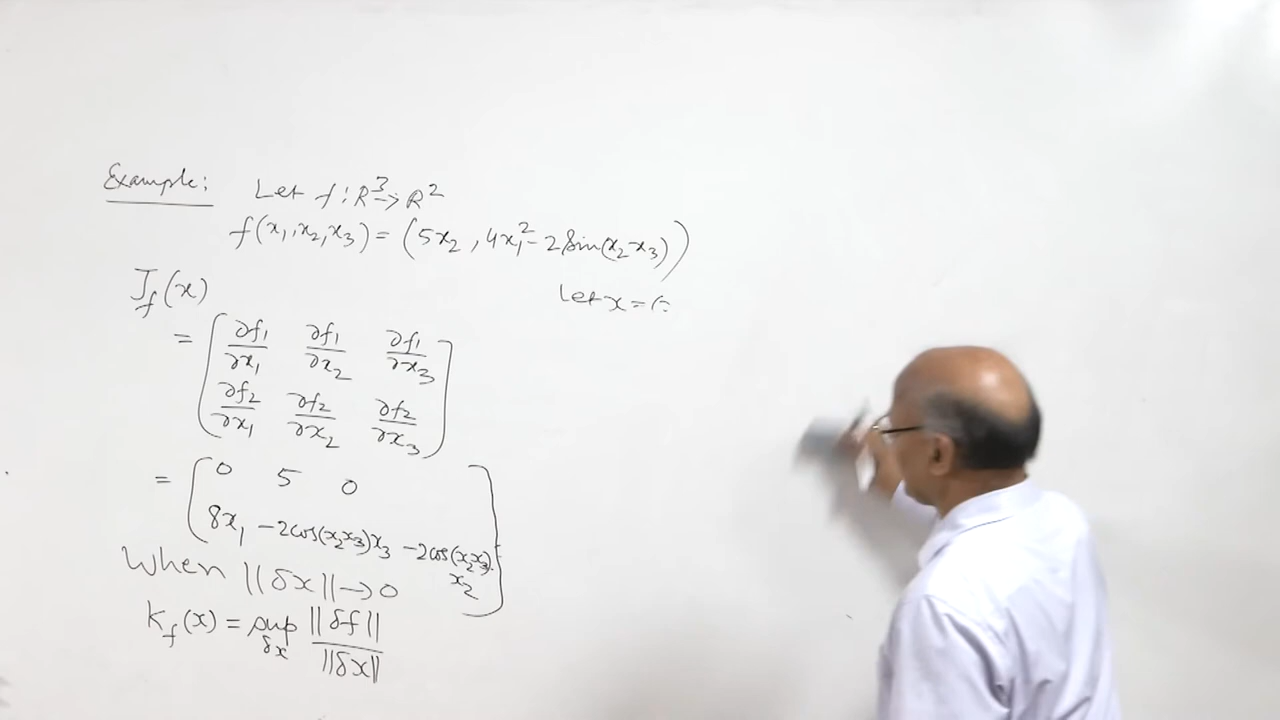 Example: Let f : R³ → R²
f(x₁, x₂, x₃) = (5x₂ , 4x₁² - 2 Sin(x₂ x₃))
J_f(x)
Let x = (
= [ ∂f₁/∂x₁ ∂f₁/∂x₂ ∂f₁/∂x₃
∂f₂/∂x₁ ∂f₂/∂x₂ ∂f₂/∂x₃ ]
= [ 0 5 0
8x₁ -2cos(x₂x₃)x₃ -2cos(x₂x₃).x₂ ]
When ||δx|| → 0
K_f(x) = sup_δx ||δf|| / ||δx||